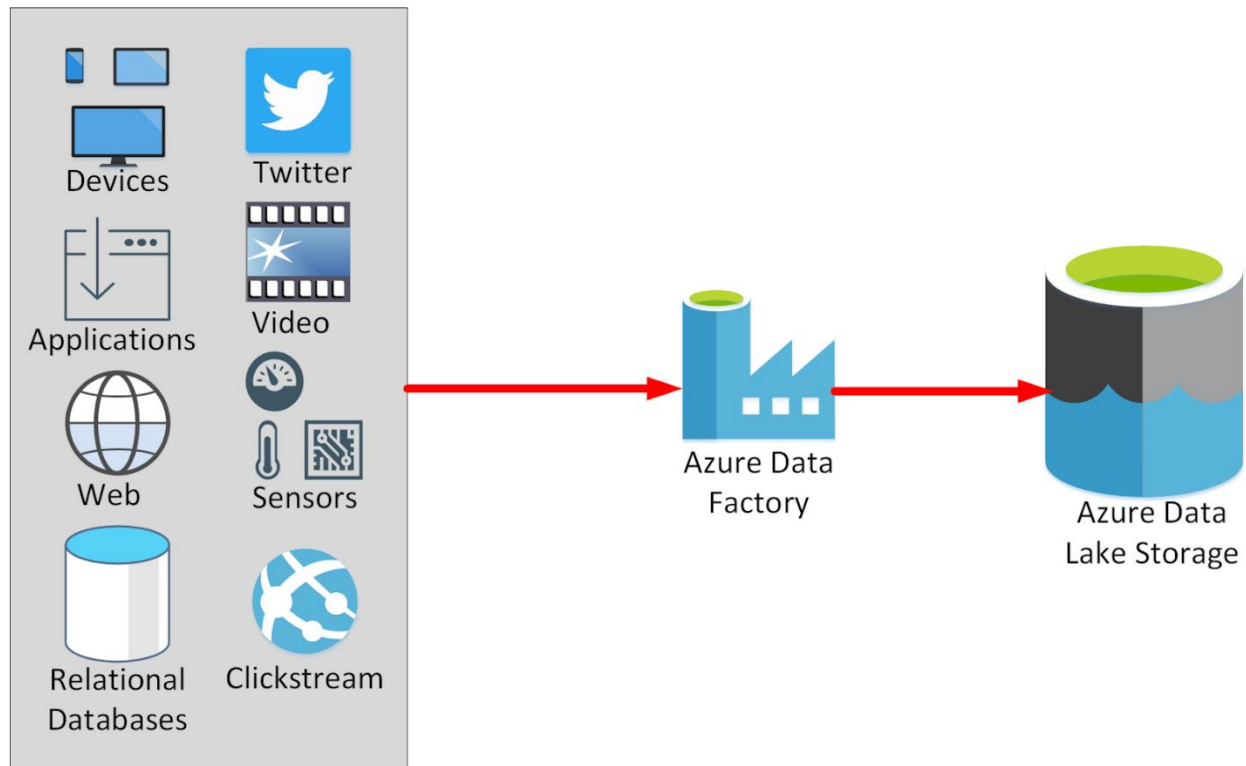 Devices
Twitter
Applications
Video
Web
Sensors
Relational
Databases
Clickstream
Azure Data
Factory
Azure Data
Lake Storage